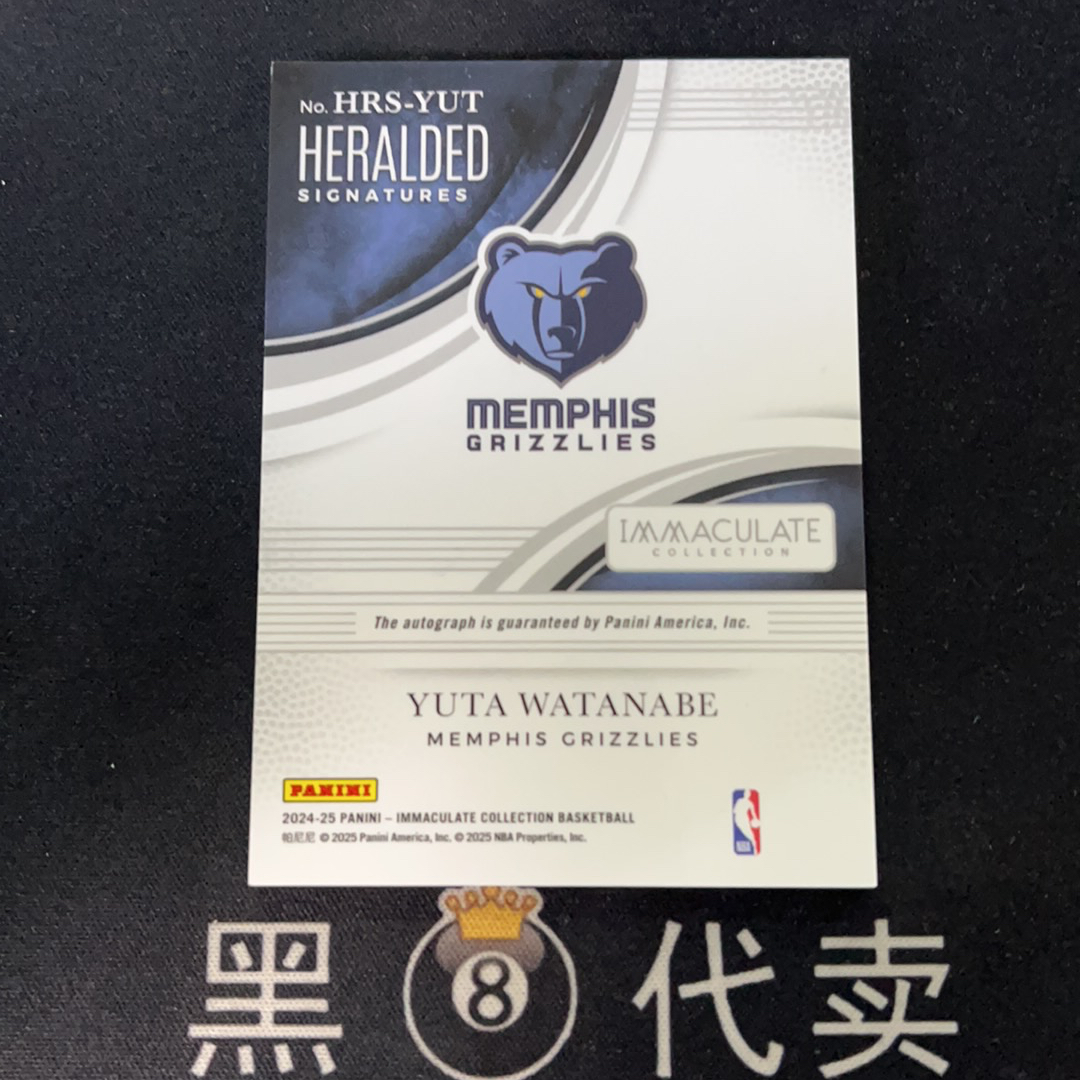 No. HRS-YUT
HERALDED
SIGNATURES
MEMPHIS
GRIZZLIES
IMMACULATE
COLLECTION
The autograph is guaranteed by Panini America, Inc.
YUTA WATANABE
MEMPHIS GRIZZLIES
PANINI
2024-25 PANINI – IMMACULATE COLLECTION BASKETBALL
帕尼尼 © 2025 Panini America, Inc. © 2025 NBA Properties, Inc.
NBA
黑 8 代卖